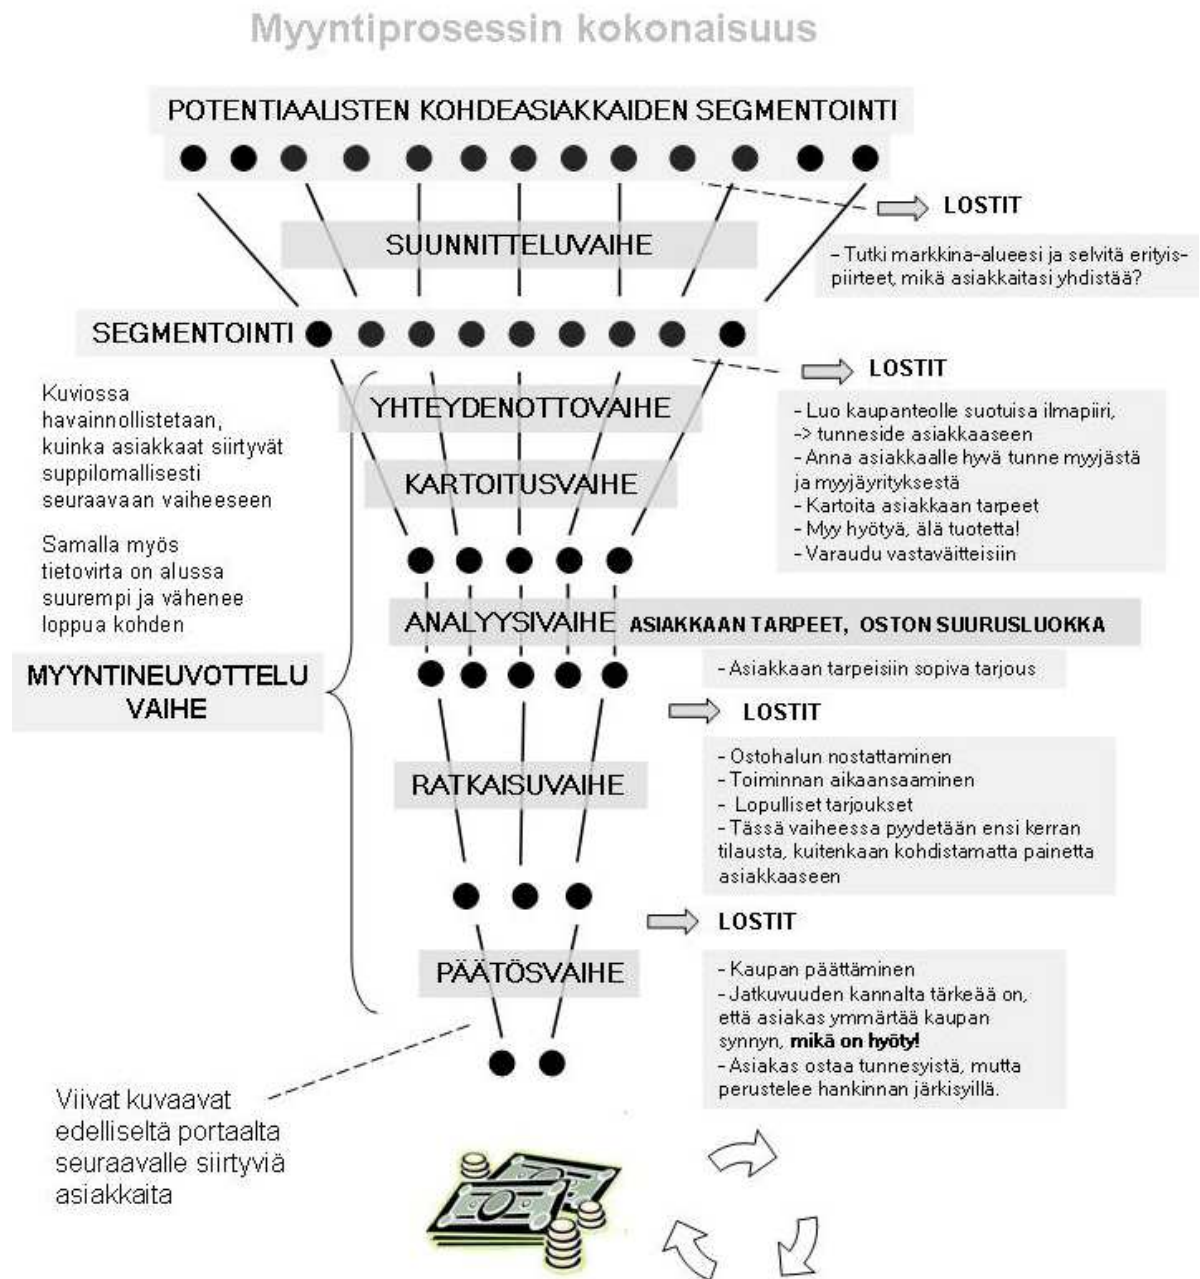 Myyntiprosessin kokonaisuus
POTENTIAALISTEN KOHDEASIAKKAIDEN SEGMENTOINTI
LOSTIT
SUUNNITTELUVAIHE
- Tutki markkina-alueesi ja selvitä erityis-
piirteet, mikä asiakkaitasi yhdistää?
SEGMENTOINTI
LOSTIT
Kuviossa
havainnollistetaan,
kuinka asiakkaat siirtyvät
suppilomallisesti
seuraavaan vaiheeseen
Samalla myös
tietovirta on alussa
suurempi ja vähenee
loppua kohden
YHTEYDENOTTOVAIHE
KARTOITUSVAIHE
- Luo kaupanteolle suotuisa ilmapiiri,
-> tunneside asiakkaaseen
- Anna asiakkaalle hyvä tunne myyjästä
ja myyjäyrityksestä
- Kartoita asiakkaan tarpeet
- Myy hyötyä, älä tuotetta!
- Varaudu vastaväitteisiin
ANALYYSIVAIHE ASIAKKAAN TARPEET, OSTON SUURUSLUOKKA
- Asiakkaan tarpeisiin sopiva tarjous
MYYNTINEUVOTTELU
VAIHE
LOSTIT
RATKAISUVAIHE
- Ostohalun nostattaminen
- Toiminnan aikaansaaminen
- Lopulliset tarjoukset
- Tässä vaiheessa pyydetään ensi kerran
tilausta, kuitenkaan kohdistamatta painetta
asiakkaaseen
LOSTIT
PÄÄTÖSVAIHE
- Kaupan päättäminen
- Jatkuvuuden kannalta tärkeää on,
että asiakas ymmärtää kaupan
synnyn, mikä on hyöty!
- Asiakas ostaa tunnesyistä, mutta
perustelee hankinnan järkisyillä.
Viivat kuvaavat
edelliseltä portaalta
seuraavalle siirtyviä
asiakkaita